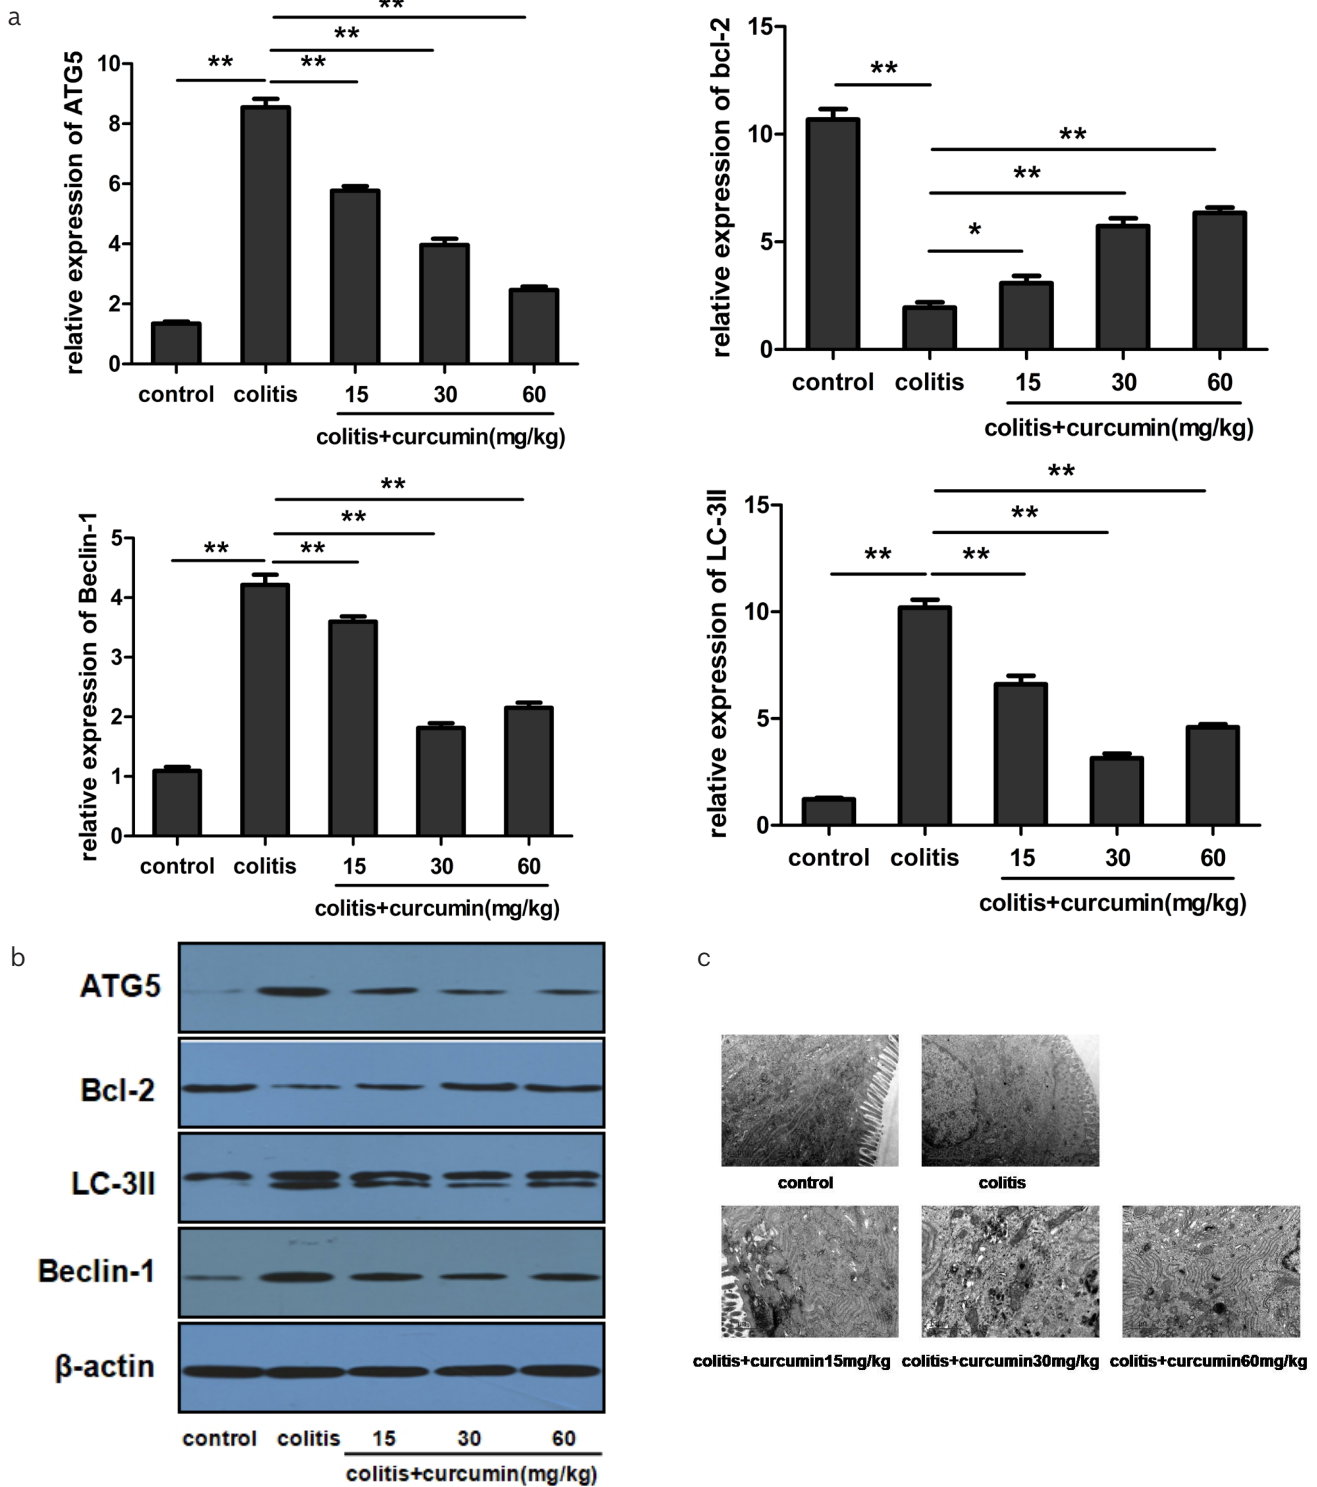 a
**
**
**
**
10
8
6
4
2
0
relative expression of ATG5
control colitis 15 30 60
colitis+curcumin(mg/kg)
15
10
5
0
relative expression of bcl-2
**
**
**
*
control colitis 15 30 60
colitis+curcumin(mg/kg)
**
**
**
**
5
4
3
2
1
0
relative expression of Beclin-1
control colitis 15 30 60
colitis+curcumin(mg/kg)
**
**
**
**
15
10
5
0
relative expression of LC-3II
control colitis 15 30 60
colitis+curcumin(mg/kg)
b
ATG5
Bcl-2
LC-3II
Beclin-1
β-actin
control colitis 15 30 60
colitis+curcumin(mg/kg)
c
control colitis
colitis+curcumin15mg/kg colitis+curcumin30mg/kg colitis+curcumin60mg/kg